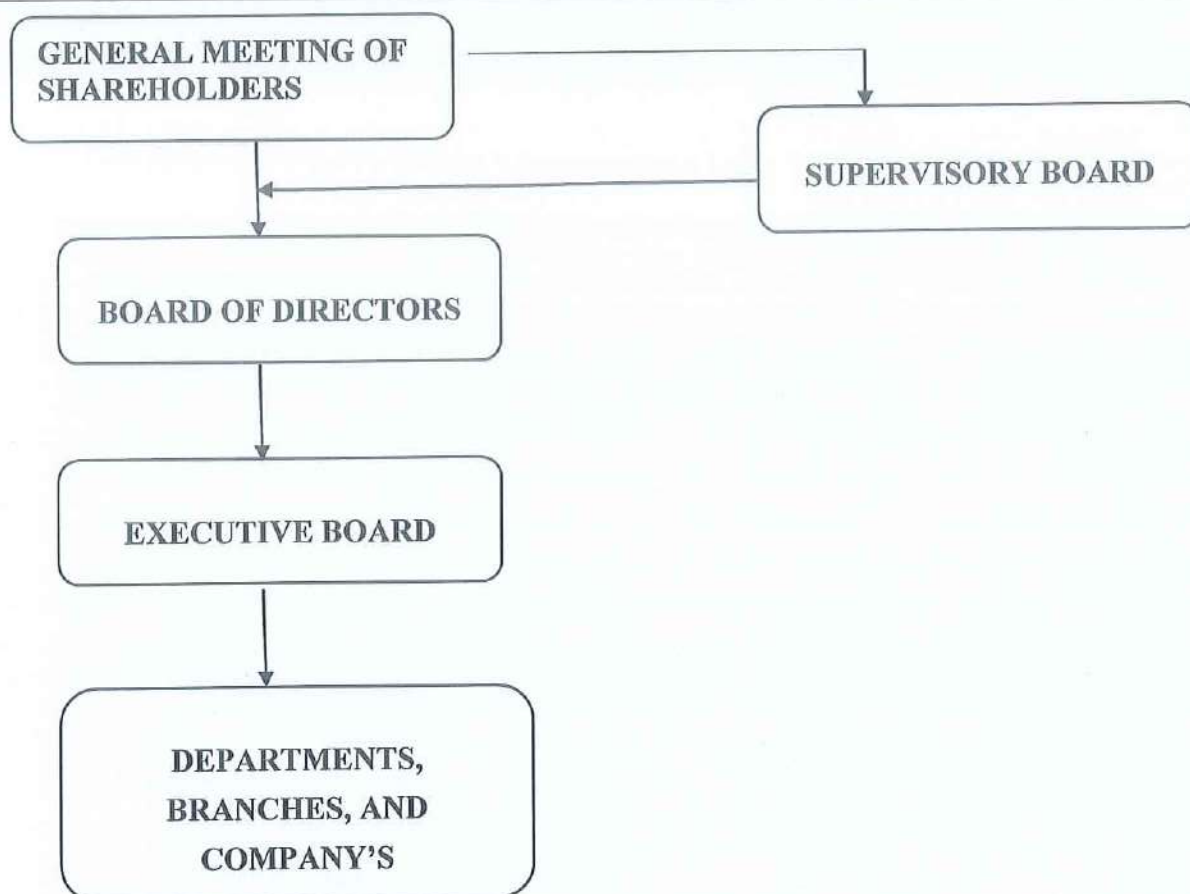 GENERAL MEETING OF
SHAREHOLDERS
SUPERVISORY BOARD
BOARD OF DIRECTORS
EXECUTIVE BOARD
DEPARTMENTS,
BRANCHES, AND
COMPANY'S